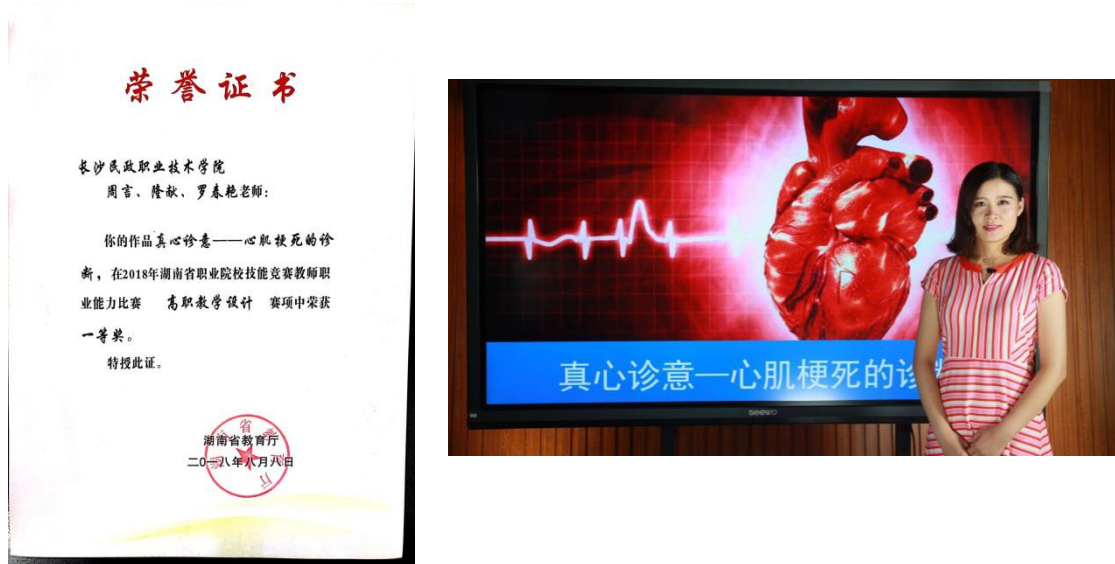 荣誉证书
长沙民政职业技术学院
周言、隆献、罗春艳老师:
你的作品真心诊意——心肌梗死的诊
断,在2018年湖南省职业院校技能竞赛教师职
业能力比赛 高职教学设计 赛项中荣获
一等奖。
特授此证。
湖南省教育厅
二〇一八年八月八日
真心诊意—心肌梗死的诊
seewo